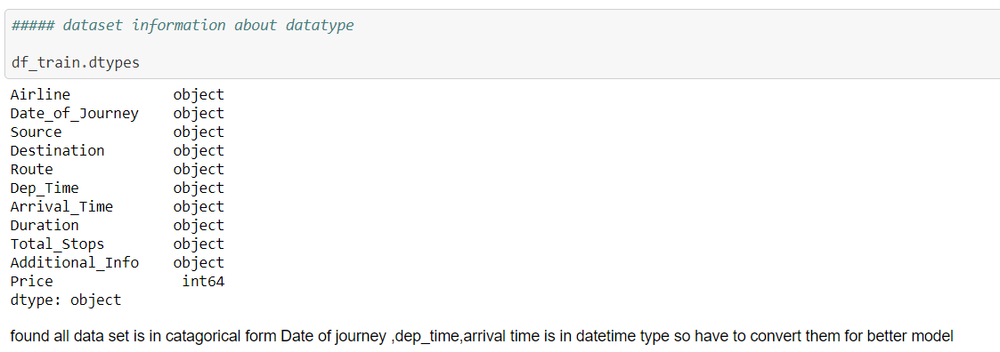 ##### dataset information about datatype
df_train.dtypes
Airline object
Date_of_Journey object
Source object
Destination object
Route object
Dep_Time object
Arrival_Time object
Duration object
Total_Stops object
Additional_Info object
Price int64
dtype: object
found all data set is in catagorical form Date of journey ,dep_time,arrival time is in datetime type so have to convert them for better model